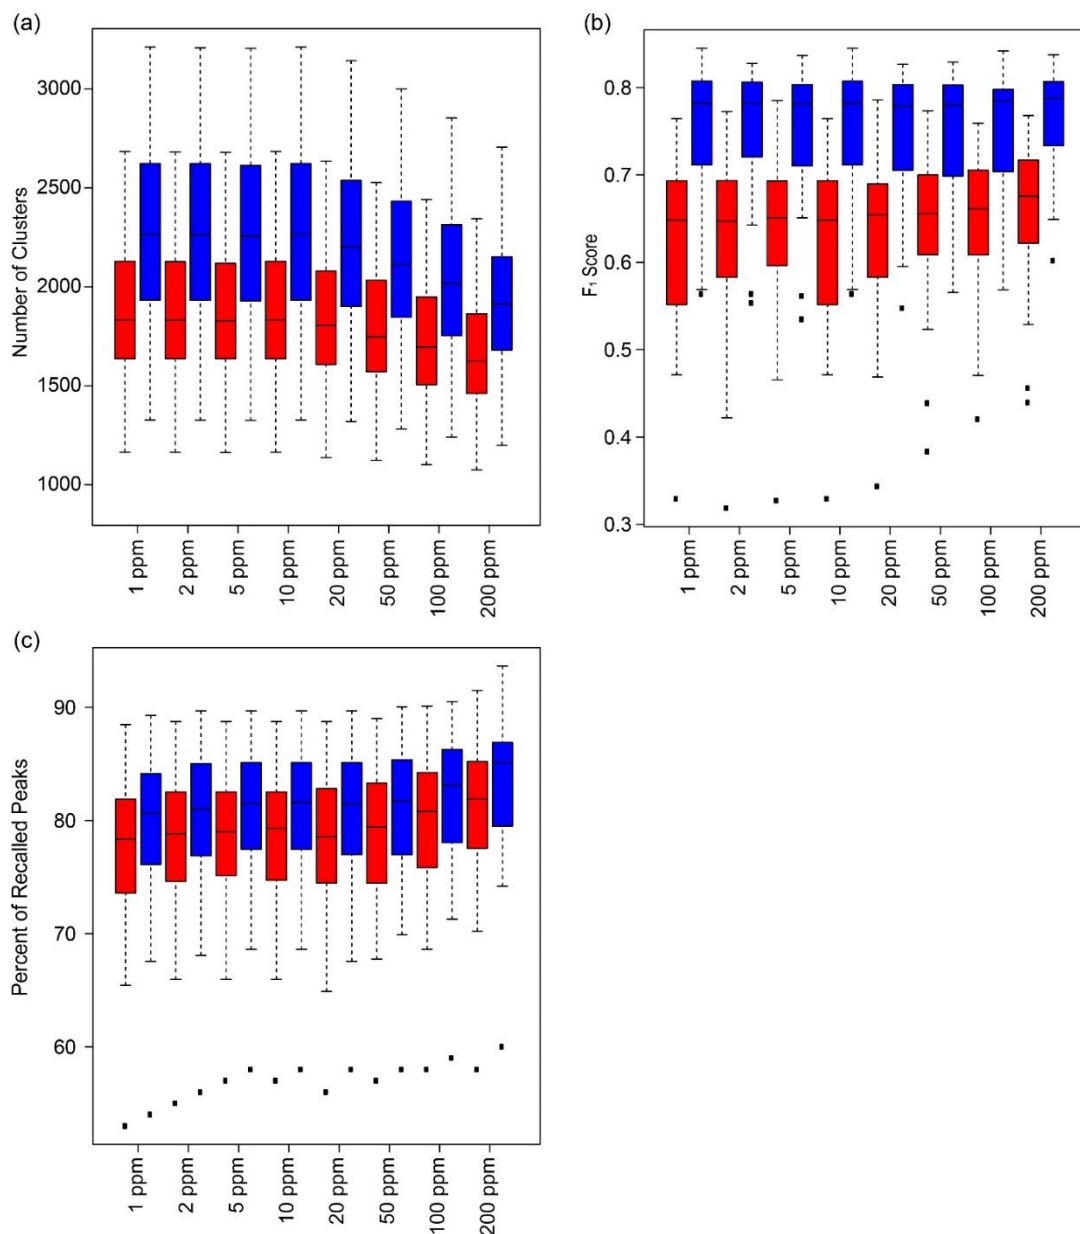 (a)
Number of Clusters
3000
2500
2000
1500
1000
1 ppm
2 ppm
5 ppm
10 ppm
20 ppm
50 ppm
100 ppm
200 ppm
(b)
F₁ Score
0.8
0.7
0.6
0.5
0.4
0.3
1 ppm
2 ppm
5 ppm
10 ppm
20 ppm
50 ppm
100 ppm
200 ppm
(c)
Percent of Recalled Peaks
90
80
70
60
1 ppm
2 ppm
5 ppm
10 ppm
20 ppm
50 ppm
100 ppm
200 ppm